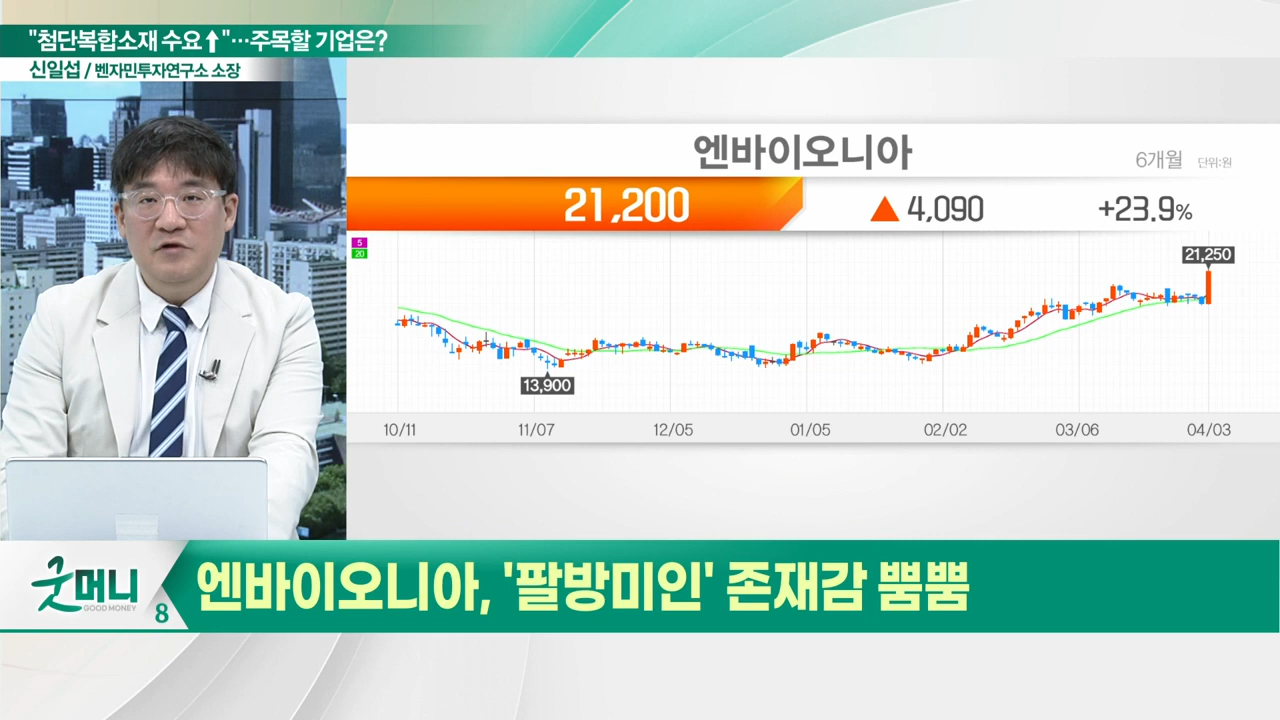 "첨단복합소재 수요⬆"…주목할 기업은?
신일섭 / 벤자민투자연구소 소장
엔바이오니아
6개월 단위:원
21,200 ▲ 4,090 +23.9%
5
20
21,250
13,900
10/11 11/07 12/05 01/05 02/02 03/06 04/03
굿머니
GOOD MONEY
8
엔바이오니아, '팔방미인' 존재감 뿜뿜